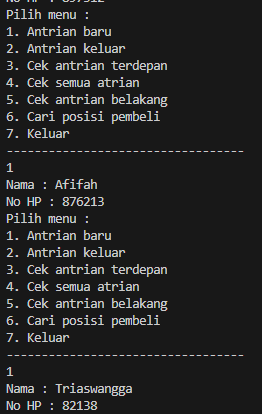 No HP : 897312
Pilih menu :
1. Antrian baru
2. Antrian keluar
3. Cek antrian terdepan
4. Cek semua atrian
5. Cek antrian belakang
6. Cari posisi pembeli
7. Keluar
----------------------------------
1
Nama : Afifah
No HP : 876213
Pilih menu :
1. Antrian baru
2. Antrian keluar
3. Cek antrian terdepan
4. Cek semua atrian
5. Cek antrian belakang
6. Cari posisi pembeli
7. Keluar
----------------------------------
1
Nama : Triaswangga
No HP : 82138